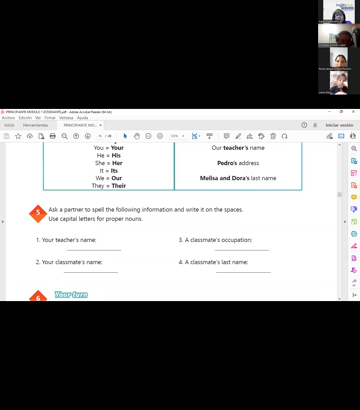 PRINCIPIANTE MODULO 1 ESTUDIANTE.pdf - Adobe Acrobat Reader (64-bit)
Archivo Edición Ver Firmar Ventana Ayuda
Inicio Herramientas PRINCIPIANTE MO... Iniciar sesión
You = Your
He = His
She = Her
It = Its
We = Our
They = Their
Our teacher's name
Pedro's address
Melisa and Dora's last name
5 Ask a partner to spell the following information and write it on the spaces.
Use capital letters for proper nouns.
1. Your teacher's name:
2. Your classmate's name:
3. A classmate's occupation:
4. A classmate's last name:
6 Your turn